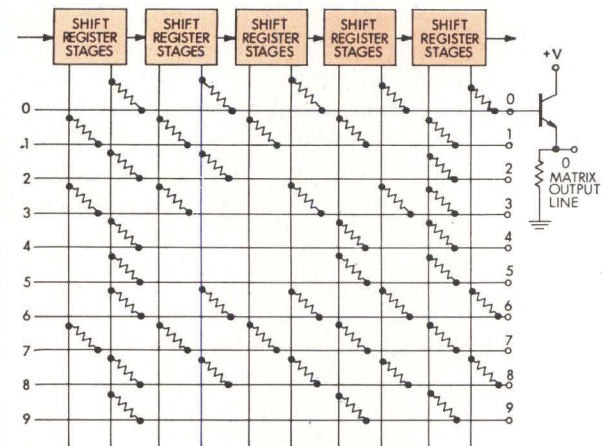 SHIFT
REGISTER
STAGES
SHIFT
REGISTER
STAGES
SHIFT
REGISTER
STAGES
SHIFT
REGISTER
STAGES
SHIFT
REGISTER
STAGES
+V
0
0
1
1
2
2
3
3
4
4
5
5
6
6
7
7
8
8
9
9
0
MATRIX
OUTPUT
LINE